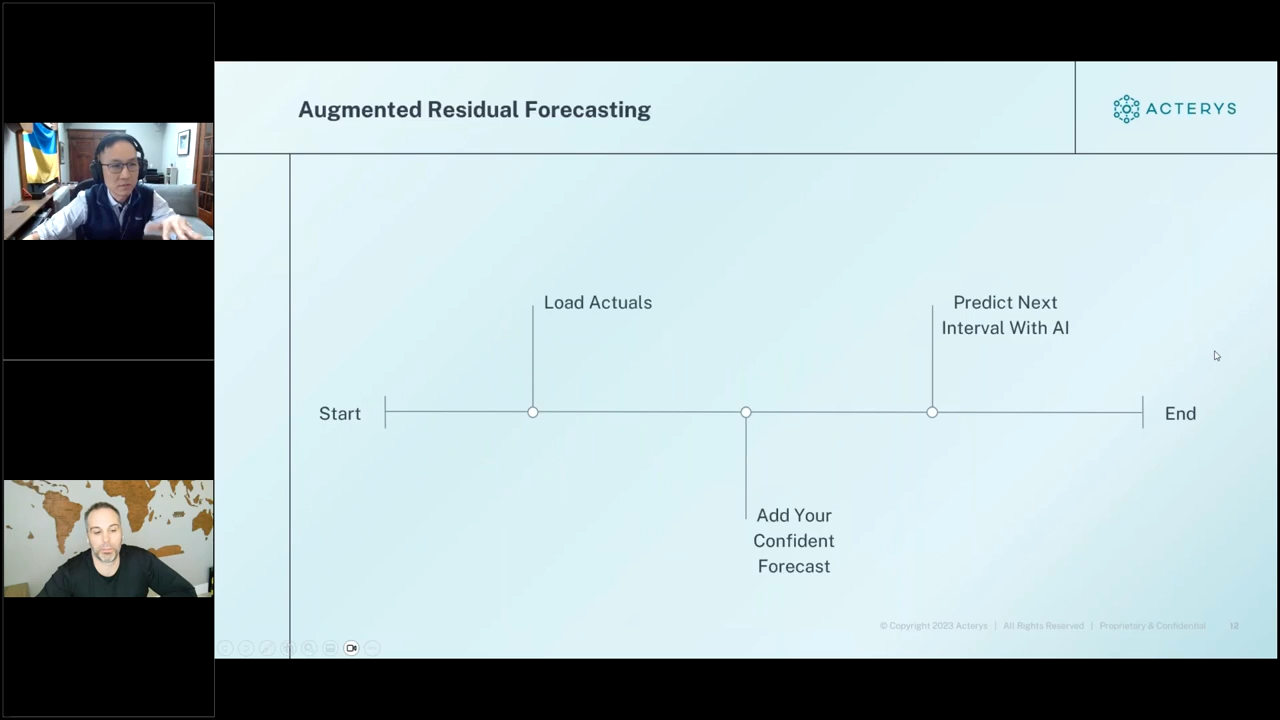 Augmented Residual Forecasting
ACTERYS
Load Actuals
Predict Next
Interval With AI
Start
End
Add Your
Confident
Forecast
© Copyright 2023 Acterys | All Rights Reserved | Proprietary & Confidential 12